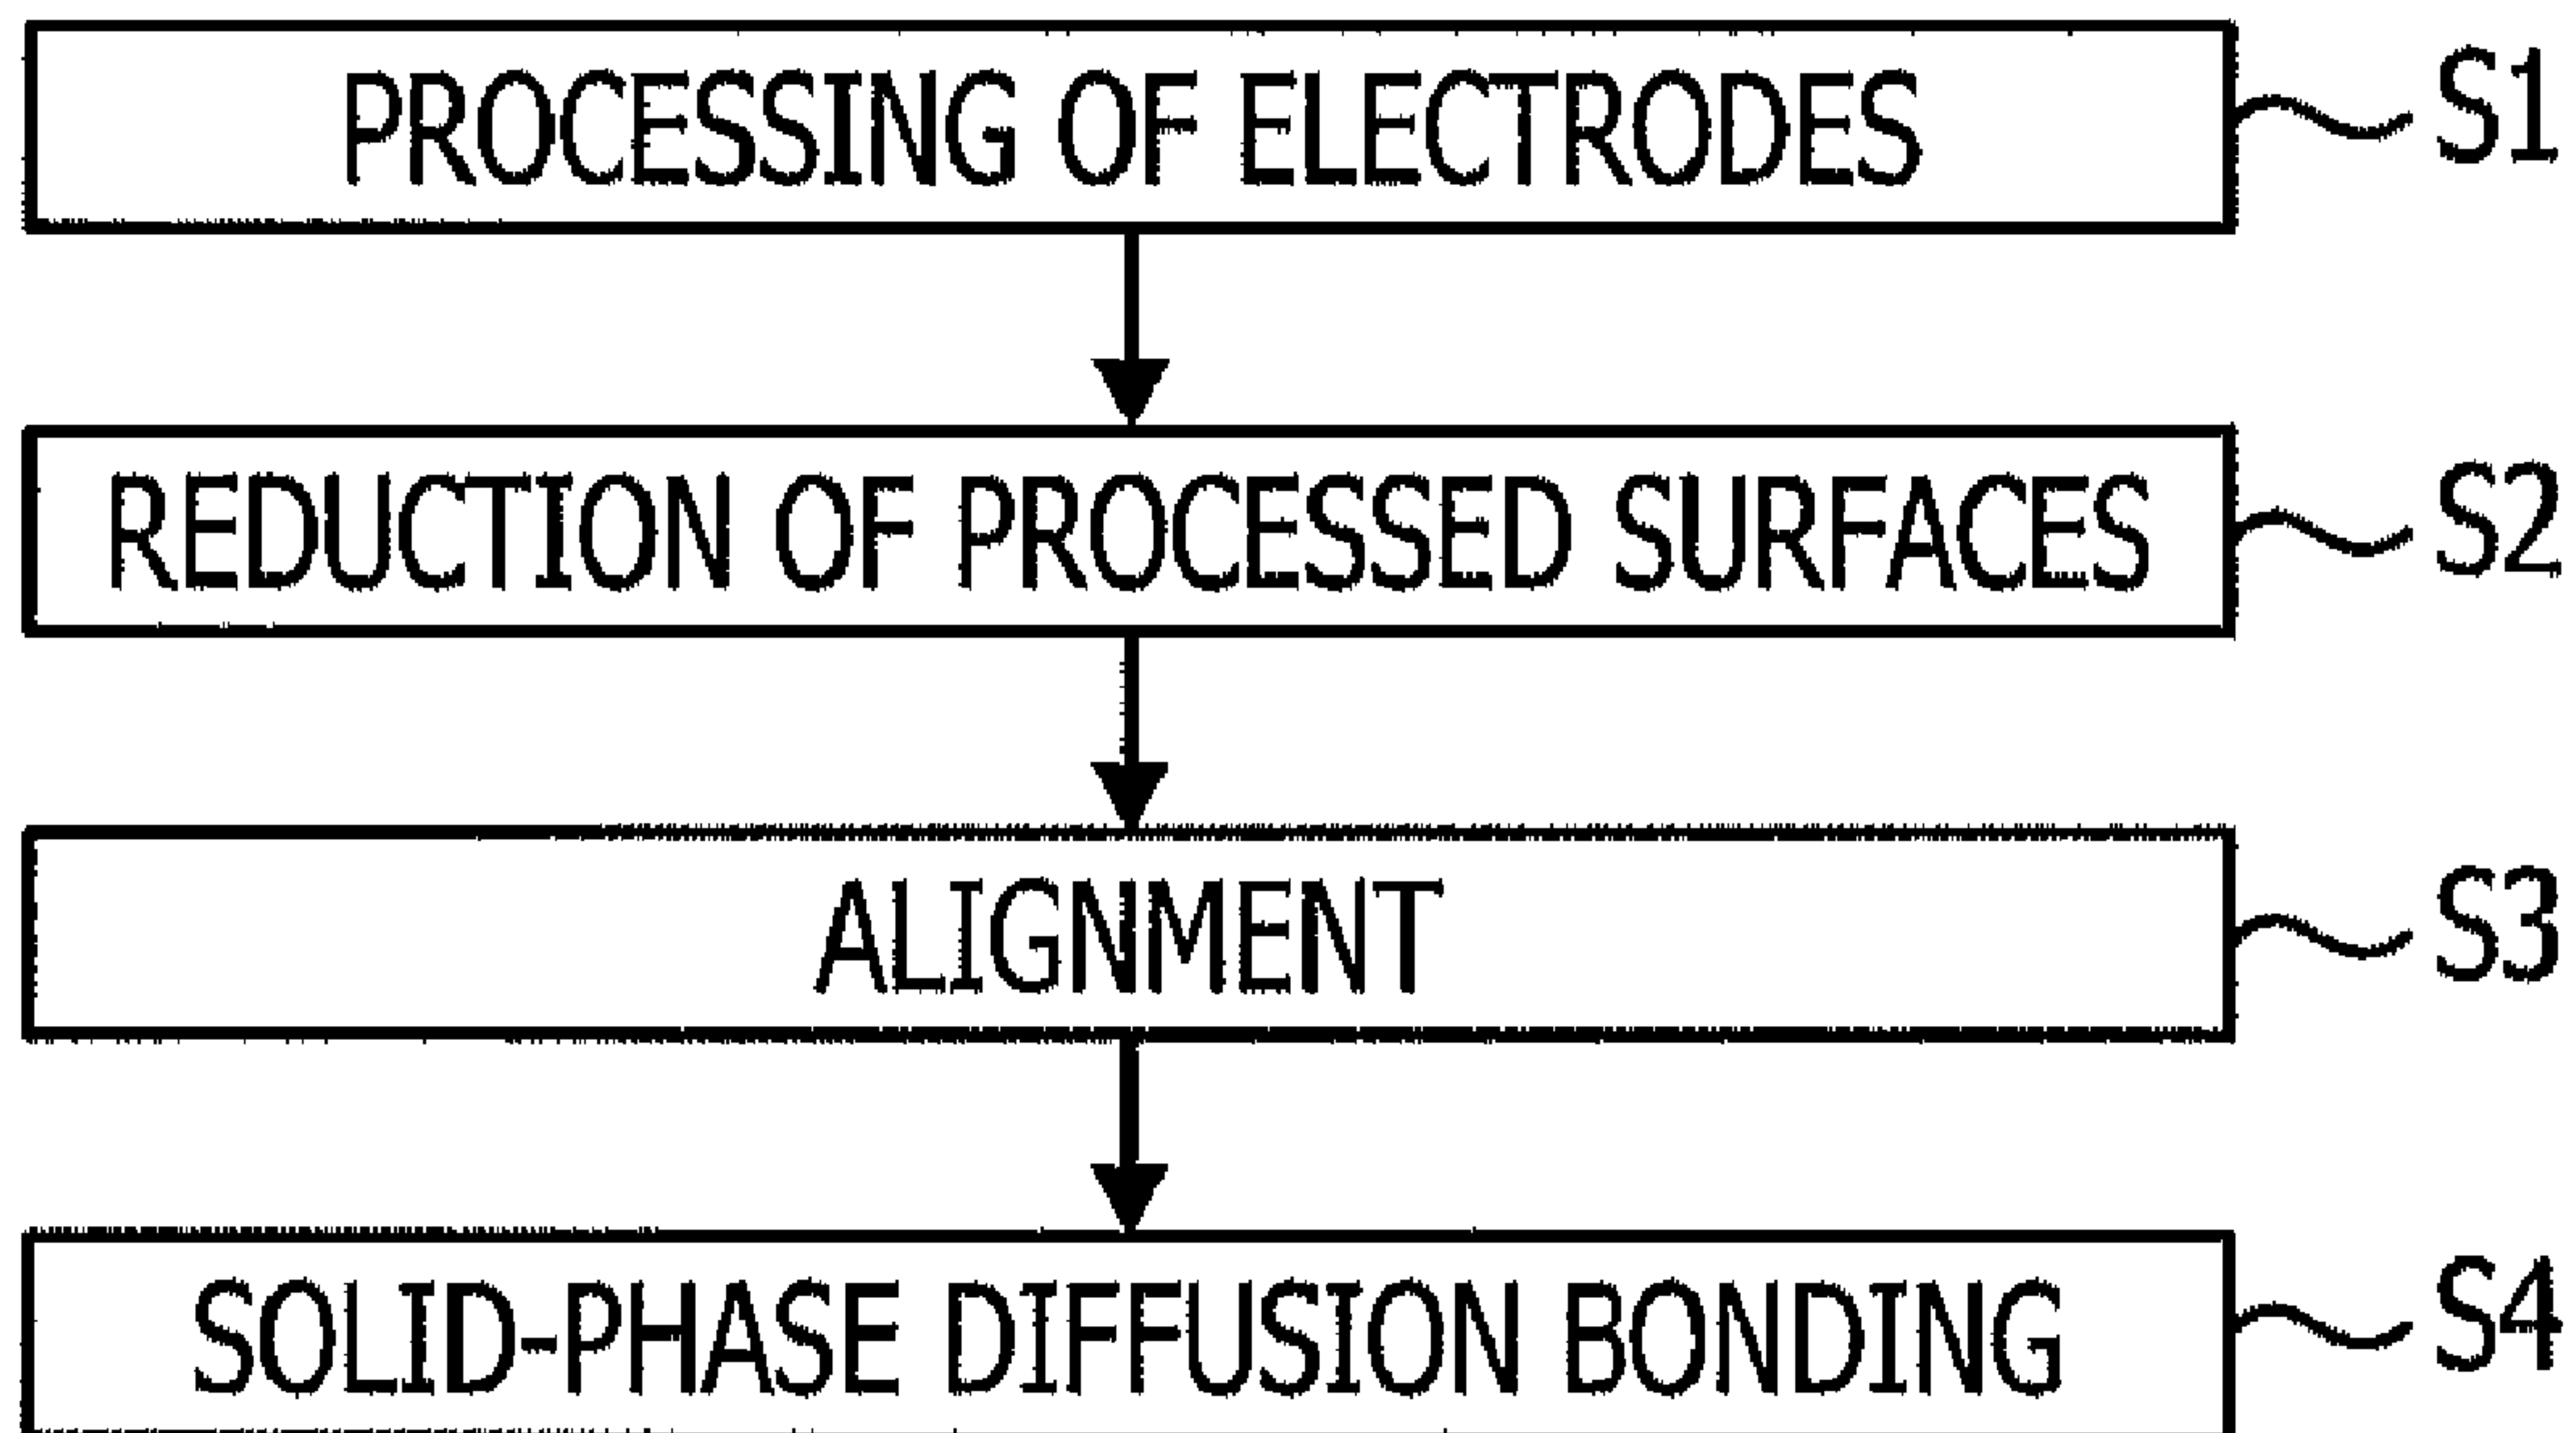 PROCESSING OF ELECTRODES S1
REDUCTION OF PROCESSED SURFACES S2
ALIGNMENT S3
SOLID-PHASE DIFFUSION BONDING S4